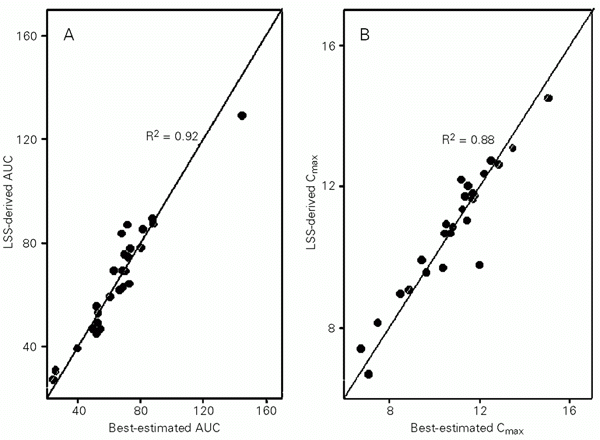 A
160
120
80
40
LSS-derived AUC
R² = 0.92
40 80 120 160
Best-estimated AUC
B
16
12
8
LSS-derived Cmax
R² = 0.88
8 12 16
Best-estimated Cmax